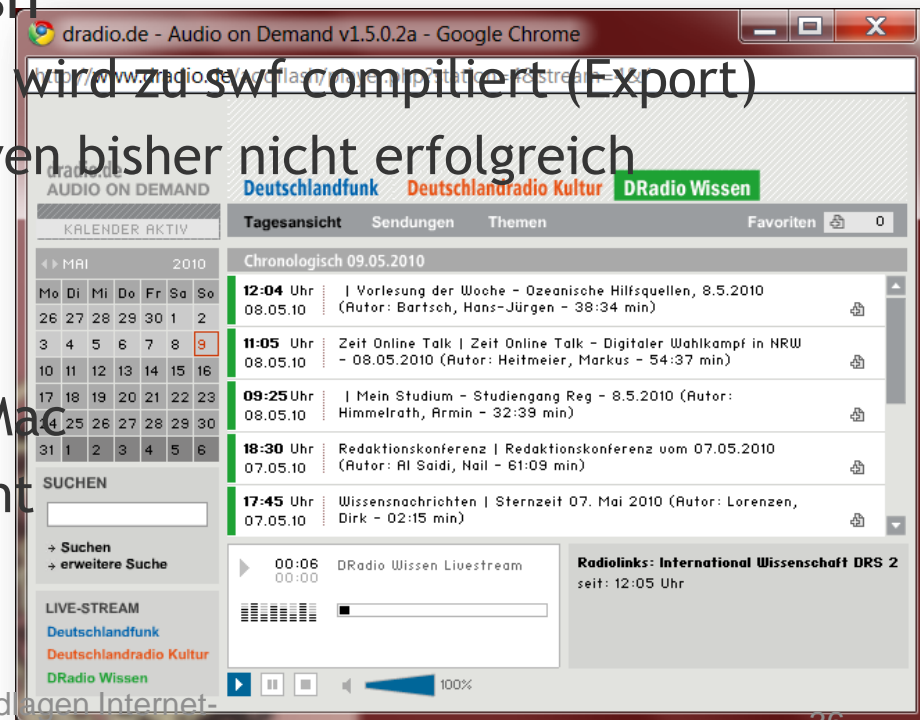 dradio.de - Audio on Demand v1.5.0.2a - Google Chrome
wird zu swf compiliert (Export)
bisher nicht erfolgreich
dradio.de
AUDIO ON DEMAND
Deutschlandfunk Deutschlandradio Kultur DRadio Wissen
KALENDER AKTIV
Tagesansicht Sendungen Themen Favoriten 0
MAI 2010
Mo Di Mi Do Fr Sa So
26 27 28 29 30 1 2
3 4 5 6 7 8 9
10 11 12 13 14 15 16
17 18 19 20 21 22 23
24 25 26 27 28 29 30
31 1 2 3 4 5 6
Mac
Chronologisch 09.05.2010
12:04 Uhr | Vorlesung der Woche - Ozeanische Hilfsquellen, 8.5.2010
08.05.10 (Autor: Bartsch, Hans-Jürgen - 38:34 min)
11:05 Uhr Zeit Online Talk | Zeit Online Talk - Digitaler Wahlkampf in NRW
08.05.10 - 08.05.2010 (Autor: Heitmeier, Markus - 54:37 min)
09:25 Uhr | Mein Studium - Studiengang Reg - 8.5.2010 (Autor:
08.05.10 Himmelrath, Armin - 32:39 min)
18:30 Uhr Redaktionskonferenz | Redaktionskonferenz vom 07.05.2010
07.05.10 (Autor: Al Saidi, Nail - 61:09 min)
17:45 Uhr Wissensnachrichten | Sternzeit 07. Mai 2010 (Autor: Lorenzen,
07.05.10 Dirk - 02:15 min)
SUCHEN
→ Suchen
→ erweitere Suche
LIVE-STREAM
Deutschlandfunk
Deutschlandradio Kultur
DRadio Wissen
00:06 DRadio Wissen Livestream
00:00
Radiolinks: International Wissenschaft DRS 2
seit: 12:05 Uhr
100%
Internet-